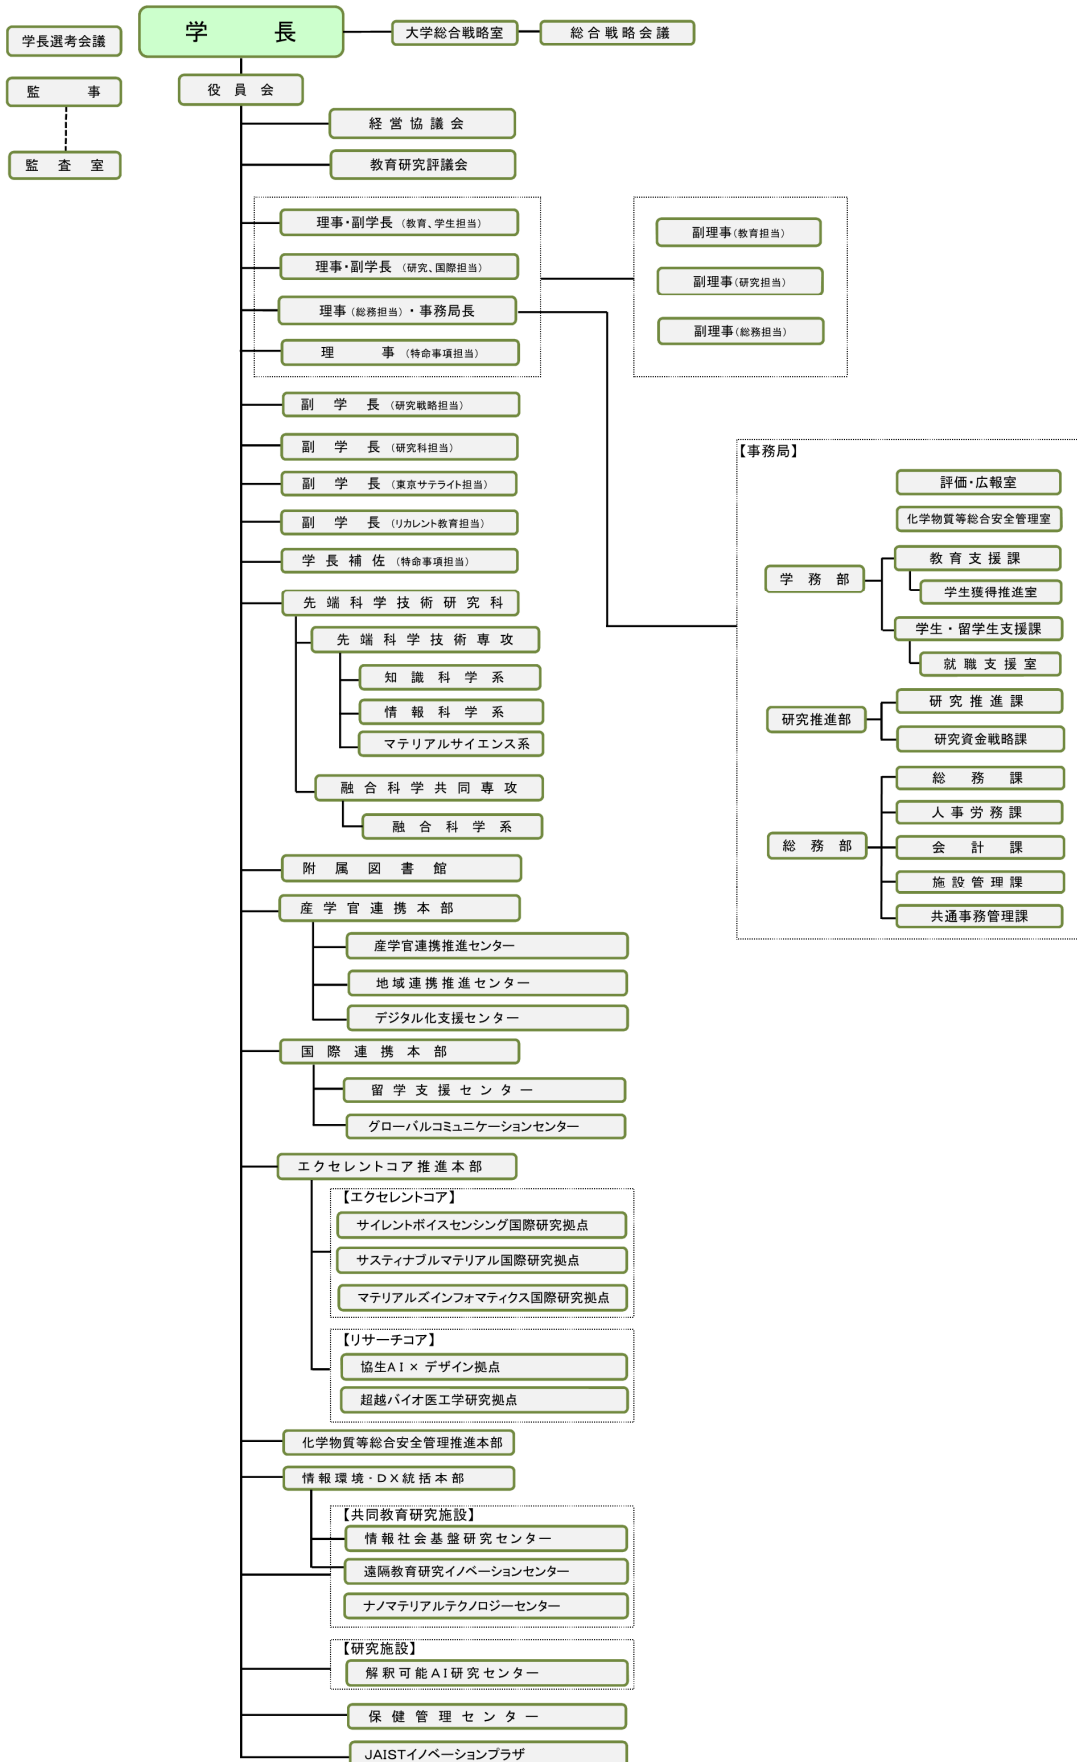 学長
大学総合戦略室
総合戦略会議
学長選考会議
監事
監査室
役員会
経営協議会
教育研究評議会
理事・副学長（教育、学生担当）
理事・副学長（研究、国際担当）
理事（総務担当）・事務局長
理事（特命事項担当）
副理事（教育担当）
副理事（研究担当）
副理事（総務担当）
副学長（研究戦略担当）
副学長（研究科担当）
副学長（東京サテライト担当）
副学長（リカレント教育担当）
学長補佐（特命事項担当）
先端科学技術研究科
先端科学技術専攻
知識科学系
情報科学系
マテリアルサイエンス系
融合科学共同専攻
融合科学系
【事務局】
評価・広報室
化学物質等総合安全管理室
学務部
教育支援課
学生獲得推進室
学生・留学生支援課
就職支援室
研究推進部
研究推進課
研究資金戦略課
総務部
総務課
人事労務課
会計課
施設管理課
共通事務管理課
附属図書館
産学官連携本部
産学官連携推進センター
地域連携推進センター
デジタル化支援センター
国際連携本部
留学支援センター
グローバルコミュニケーションセンター
エクセレントコア推進本部
【エクセレントコア】
サイレントボイスセンシング国際研究拠点
サスティナブルマテリアル国際研究拠点
マテリアルズインフォマティクス国際研究拠点
【リサーチコア】
協生AI×デザイン拠点
超越バイオ医工学研究拠点
化学物質等総合安全管理推進本部
情報環境・DX統括本部
【共同教育研究施設】
情報社会基盤研究センター
遠隔教育研究イノベーションセンター
ナノマテリアルテクノロジーセンター
【研究施設】
解釈可能AI研究センター
保健管理センター
JAISTイノベーションプラザ